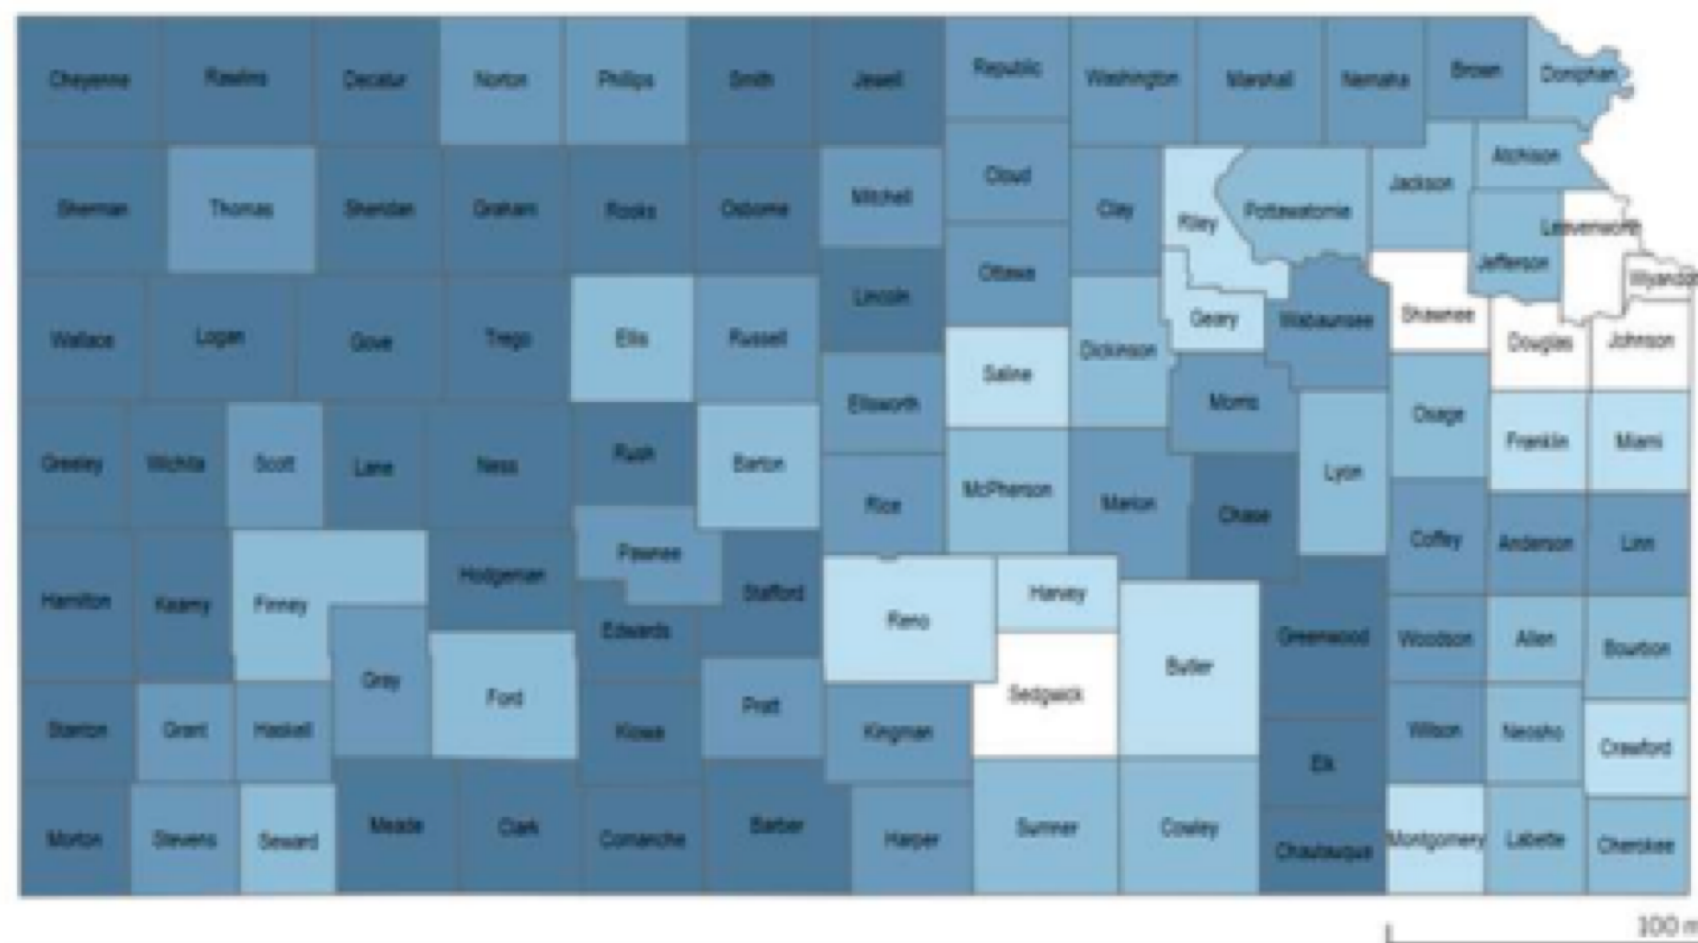 Cheyenne
Rawlins
Decatur
Norton
Phillips
Smith
Jewell
Republic
Washington
Marshall
Nemaha
Brown
Doniphan
Sherman
Thomas
Sheridan
Graham
Rooks
Osborne
Mitchell
Cloud
Clay
Riley
Pottawatomie
Jackson
Atchison
Jefferson
Leavenworth
Wyandot
Wallace
Logan
Gove
Trego
Ellis
Russell
Lincoln
Ottawa
Saline
Dickinson
Geary
Wabaunsee
Shawnee
Douglas
Johnson
Greeley
Wichita
Scott
Lane
Ness
Rush
Barton
Ellsworth
Rice
McPherson
Marion
Morris
Chase
Lyon
Osage
Franklin
Miami
Coffey
Anderson
Linn
Hamilton
Kearny
Finney
Hodgeman
Pawnee
Edwards
Stafford
Reno
Harvey
Butler
Greenwood
Woodson
Allen
Bourbon
Stanton
Grant
Haskell
Gray
Ford
Kiowa
Pratt
Kingman
Sedgwick
Elk
Wilson
Neosho
Crawford
Morton
Stevens
Seward
Meade
Clark
Comanche
Barber
Harper
Sumner
Cowley
Chautauqua
Montgomery
Labette
Cherokee
100 m